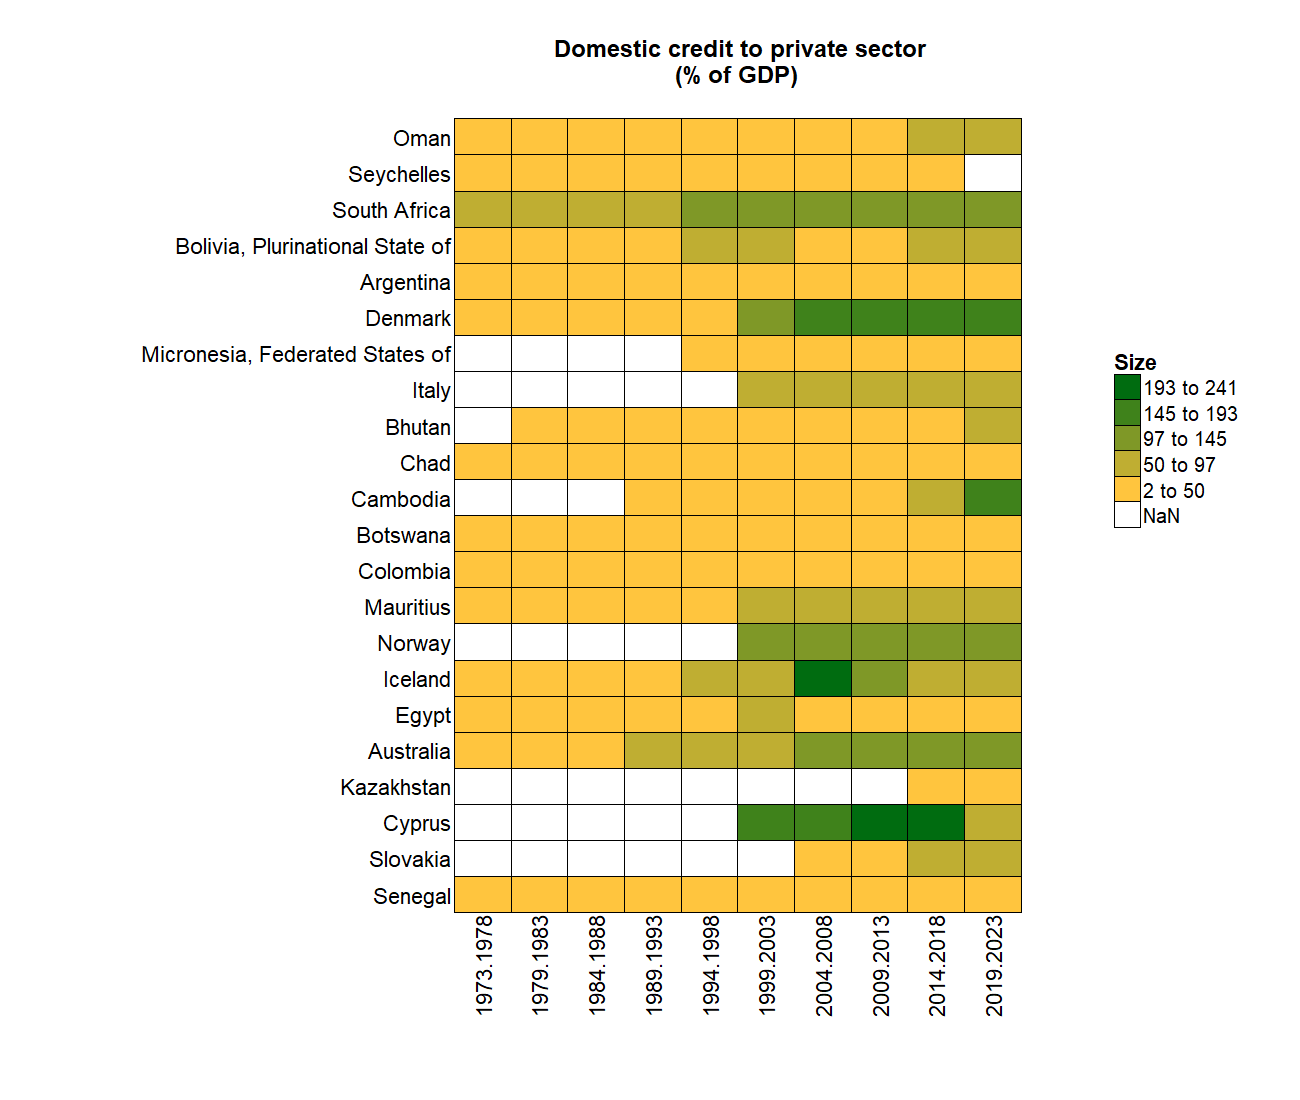 Domestic credit to private sector
(% of GDP)
Oman
Seychelles
South Africa
Bolivia, Plurinational State of
Argentina
Denmark
Micronesia, Federated States of
Italy
Bhutan
Chad
Cambodia
Botswana
Colombia
Mauritius
Norway
Iceland
Egypt
Australia
Kazakhstan
Cyprus
Slovakia
Senegal
1973.1978
1979.1983
1984.1988
1989.1993
1994.1998
1999.2003
2004.2008
2009.2013
2014.2018
2019.2023
Size
193 to 241
145 to 193
97 to 145
50 to 97
2 to 50
NaN